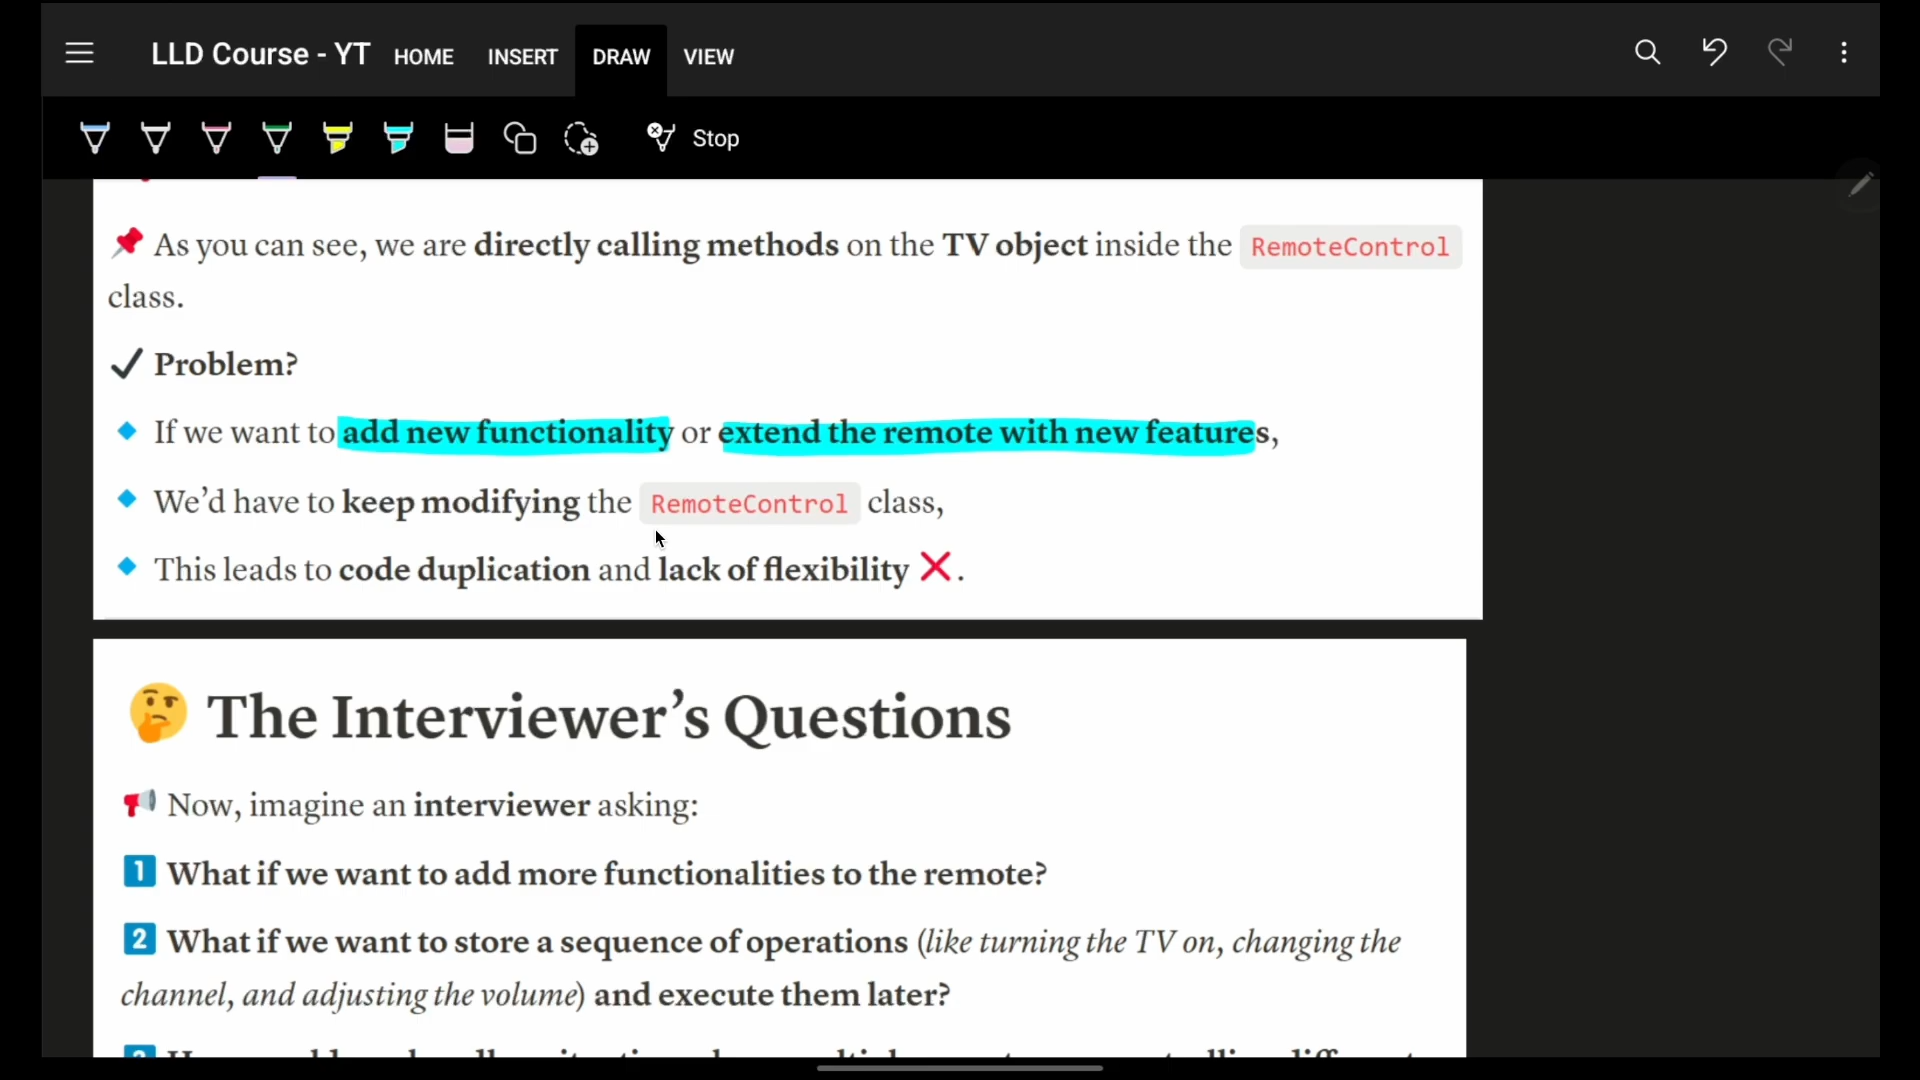 LLD Course - YT HOME INSERT DRAW VIEW
Stop
As you can see, we are directly calling methods on the TV object inside the RemoteControl
class.
Problem?
If we want to add new functionality or extend the remote with new features,
We’d have to keep modifying the RemoteControl class,
This leads to code duplication and lack of flexibility ❌.
The Interviewer’s Questions
Now, imagine an interviewer asking:
1 What if we want to add more functionalities to the remote?
2 What if we want to store a sequence of operations (like turning the TV on, changing the
channel, and adjusting the volume) and execute them later?